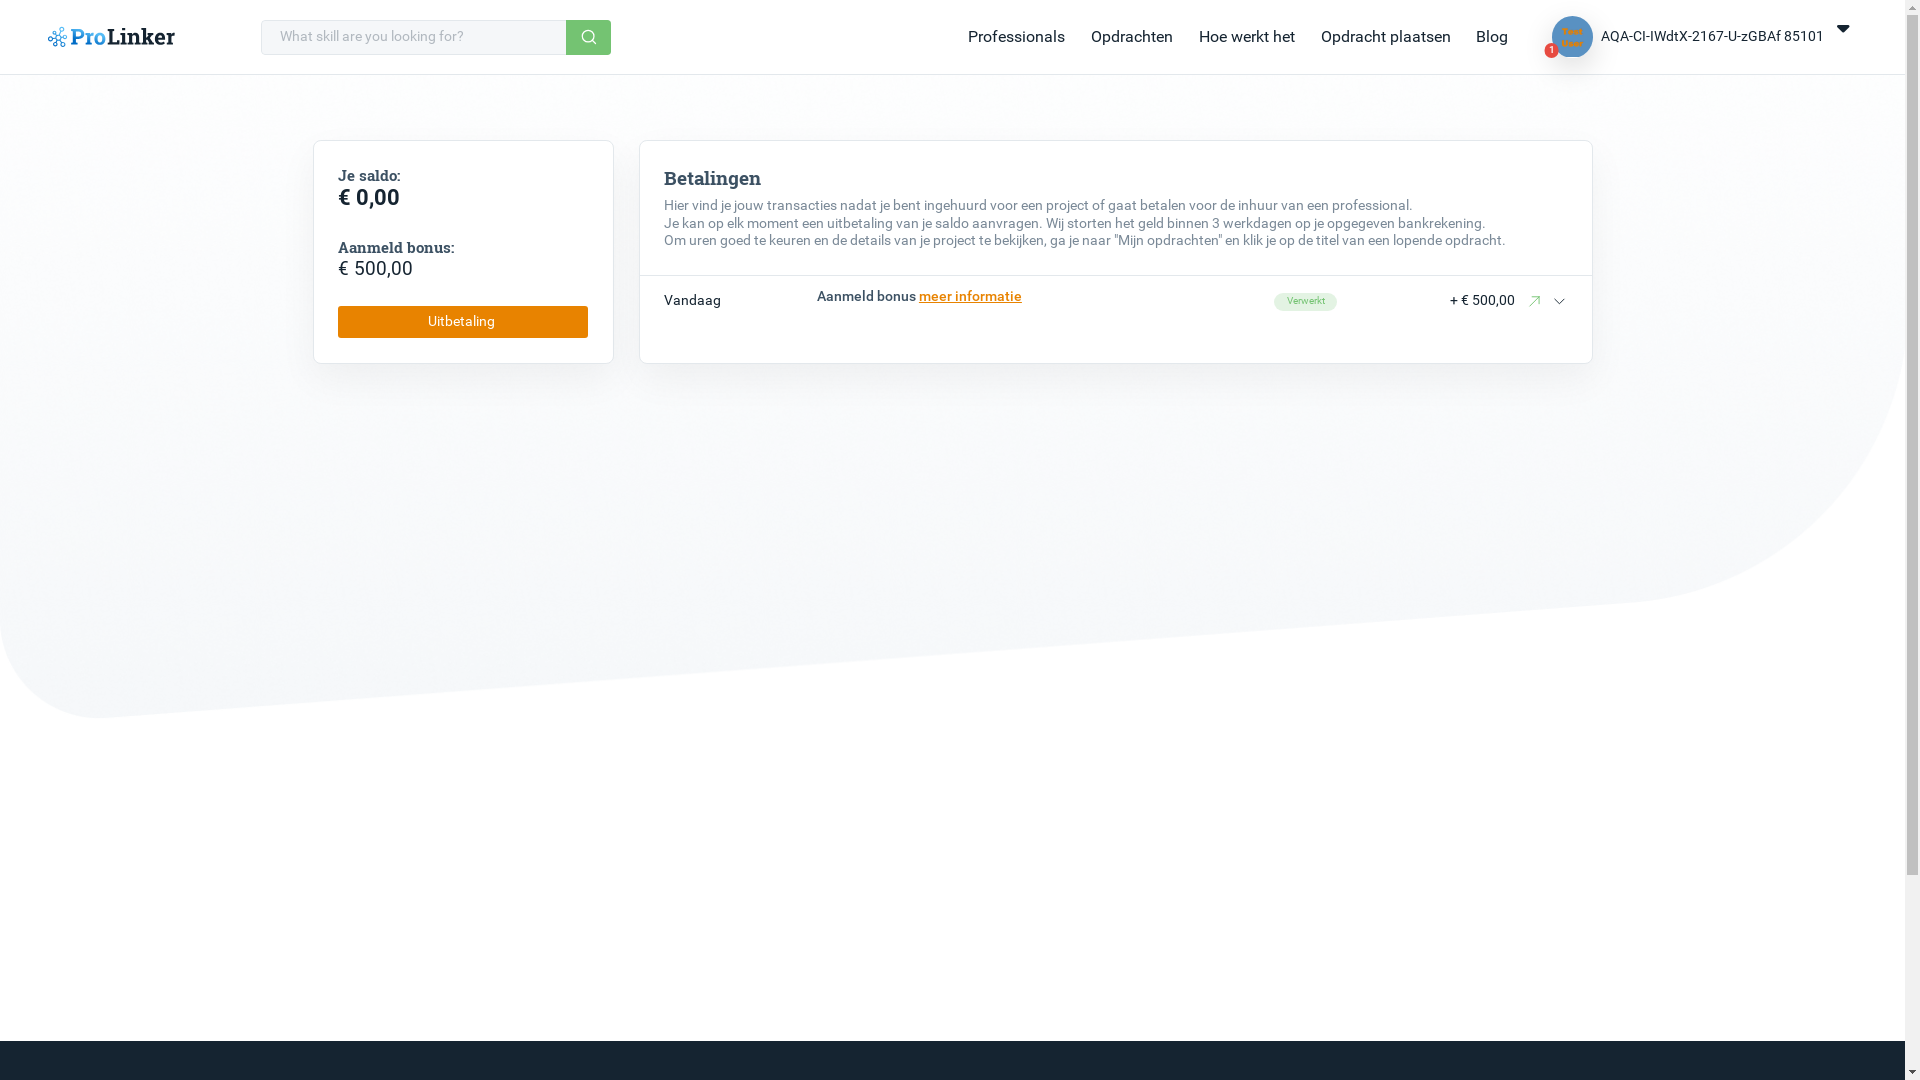 ProLinker
What skill are you looking for?
Professionals
Opdrachten
Hoe werkt het
Opdracht plaatsen
Blog
Test
User
1
AQA-CI-IWdtX-2167-U-zGBAf 85101
Je saldo:
€ 0,00
Aanmeld bonus:
€ 500,00
Uitbetaling
Betalingen
Hier vind je jouw transacties nadat je bent ingehuurd voor een project of gaat betalen voor de inhuur van een professional.
Je kan op elk moment een uitbetaling van je saldo aanvragen. Wij storten het geld binnen 3 werkdagen op je opgegeven bankrekening.
Om uren goed te keuren en de details van je project te bekijken, ga je naar "Mijn opdrachten" en klik je op de titel van een lopende opdracht.
Vandaag
Aanmeld bonus meer informatie
Verwerkt
+ € 500,00